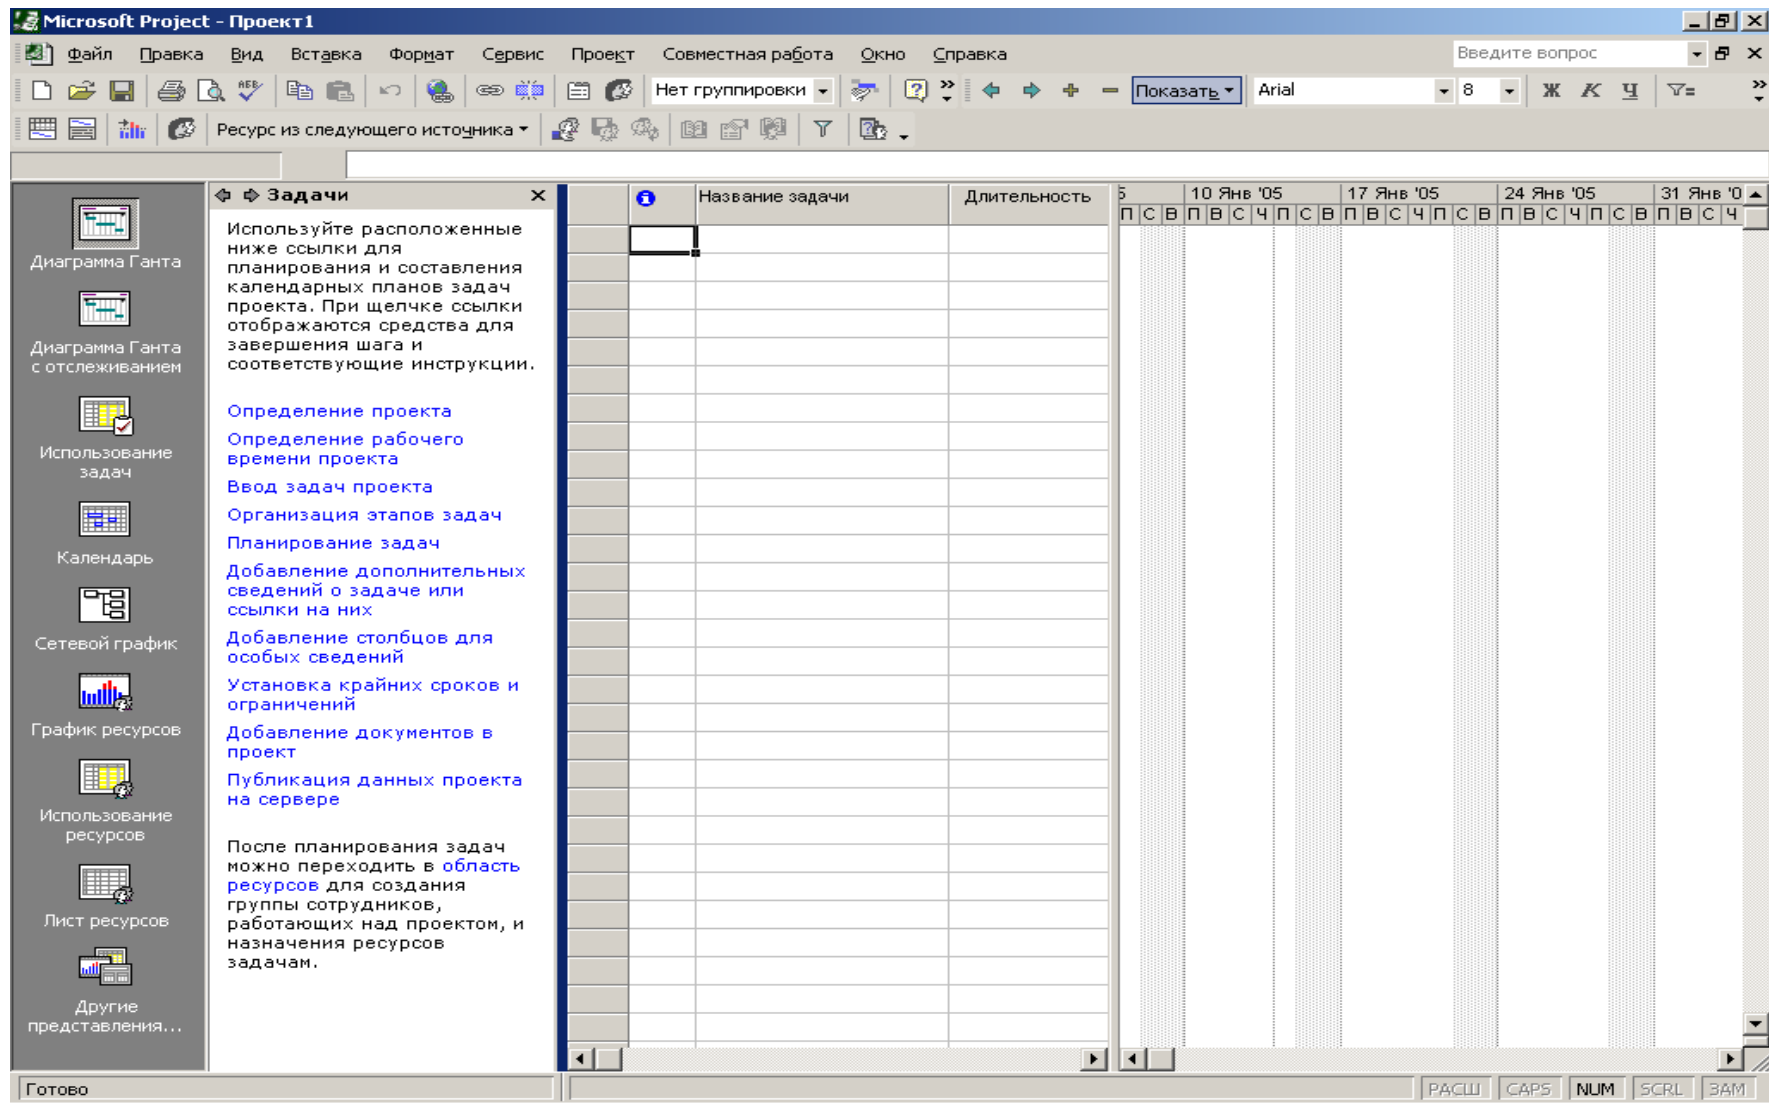 Microsoft Project - Проект1
Файл Правка Вид Вставка Формат Сервис Проект Совместная работа Окно Справка Введите вопрос
Нет группировки Показать Arial 8 Ж К Ч
Ресурс из следующего источника
Диаграмма Ганта
Диаграмма Ганта
с отслеживанием
Использование
задач
Календарь
Сетевой график
График ресурсов
Использование
ресурсов
Лист ресурсов
Другие
представления...
Задачи
Используйте расположенные
ниже ссылки для
планирования и составления
календарных планов задач
проекта. При щелчке ссылки
отображаются средства для
завершения шага и
соответствующие инструкции.
Определение проекта
Определение рабочего
времени проекта
Ввод задач проекта
Организация этапов задач
Планирование задач
Добавление дополнительных
сведений о задаче или
ссылки на них
Добавление столбцов для
особых сведений
Установка крайних сроков и
ограничений
Добавление документов в
проект
Публикация данных проекта
на сервере
После планирования задач
можно переходить в область
ресурсов для создания
группы сотрудников,
работающих над проектом, и
назначения ресурсов
задачам.
Название задачи Длительность
5 10 Янв '05 17 Янв '05 24 Янв '05 31 Янв '0
П С В П В С Ч П С В П В С Ч П С В П В С Ч П С В П В С Ч
Готово РАСШ CAPS NUM SCRL ЗАМ